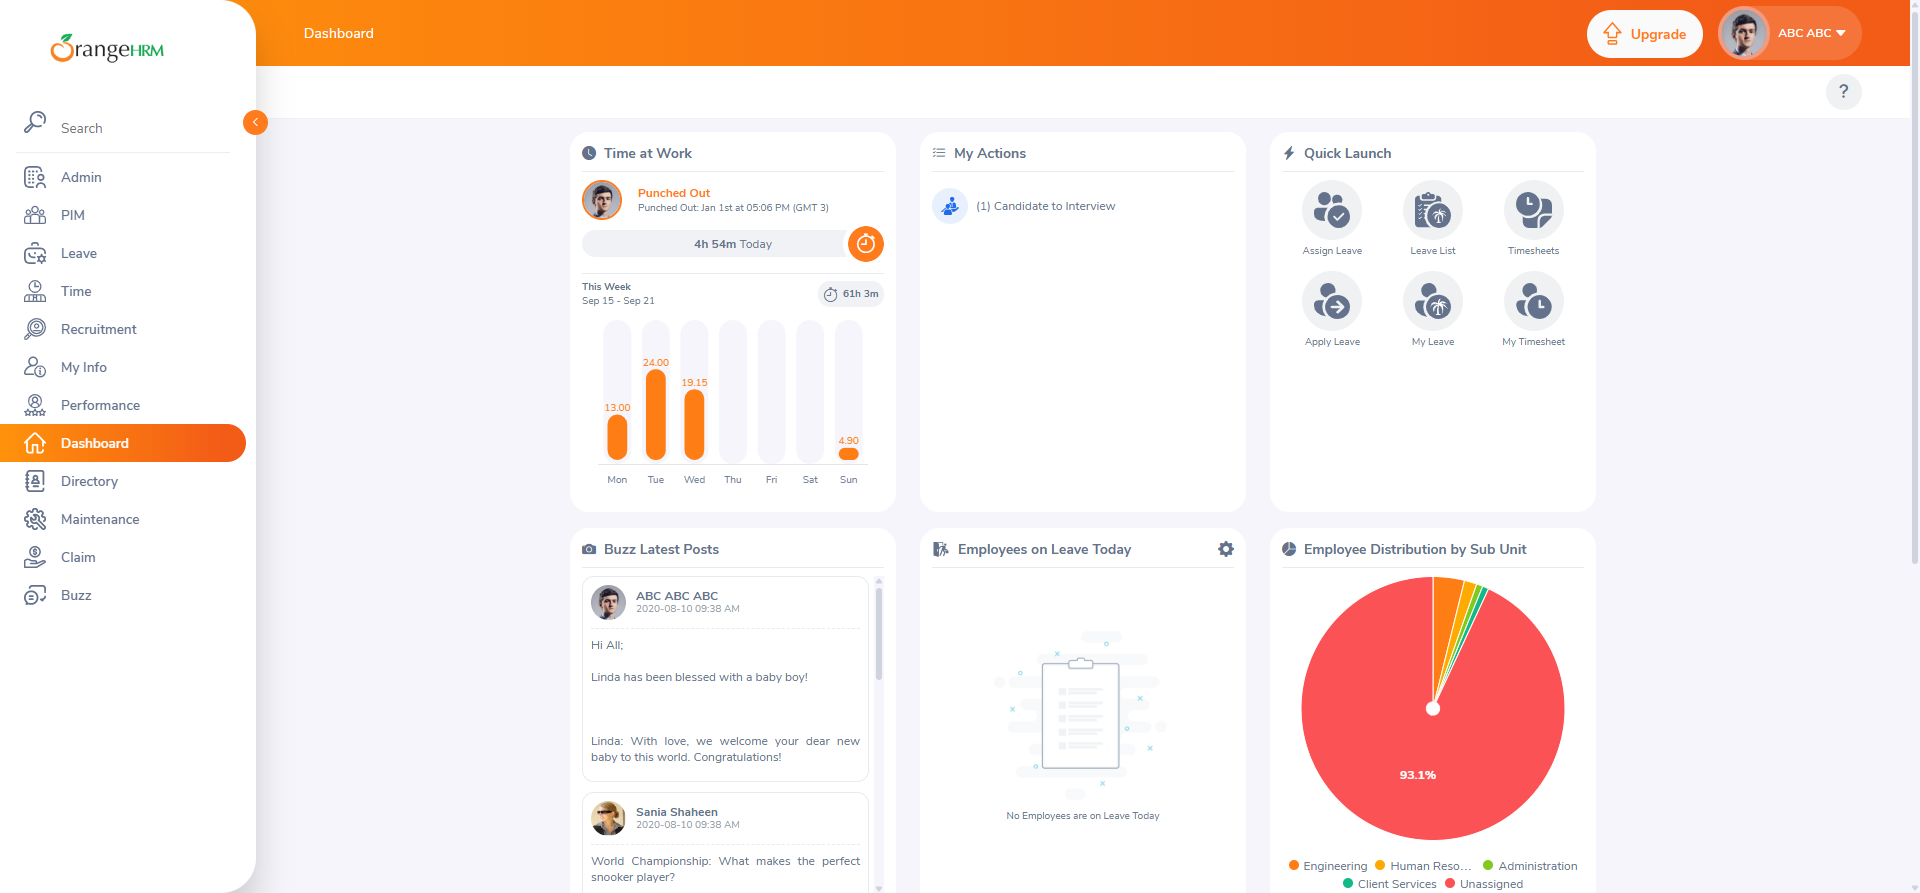 OrangeHRM
Search
Admin
PIM
Leave
Time
Recruitment
My Info
Performance
Dashboard
Directory
Maintenance
Claim
Buzz
Dashboard
Upgrade
ABC ABC
?
Time at Work
Punched Out
Punched Out: Jan 1st at 05:06 PM (GMT 3)
4h 54m Today
This Week
Sep 15 - Sep 21
61h 3m
13.00
24.00
19.15
4.90
Mon Tue Wed Thu Fri Sat Sun
My Actions
(1) Candidate to Interview
Quick Launch
Assign Leave
Leave List
Timesheets
Apply Leave
My Leave
My Timesheet
Buzz Latest Posts
ABC ABC ABC
2020-08-10 09:38 AM
Hi All;
Linda has been blessed with a baby boy!
Linda: With love, we welcome your dear new
baby to this world. Congratulations!
Sania Shaheen
2020-08-10 09:38 AM
World Championship: What makes the perfect
snooker player?
Employees on Leave Today
No Employees are on Leave Today
Employee Distribution by Sub Unit
93.1%
Engineering Human Reso... Administration
Client Services Unassigned